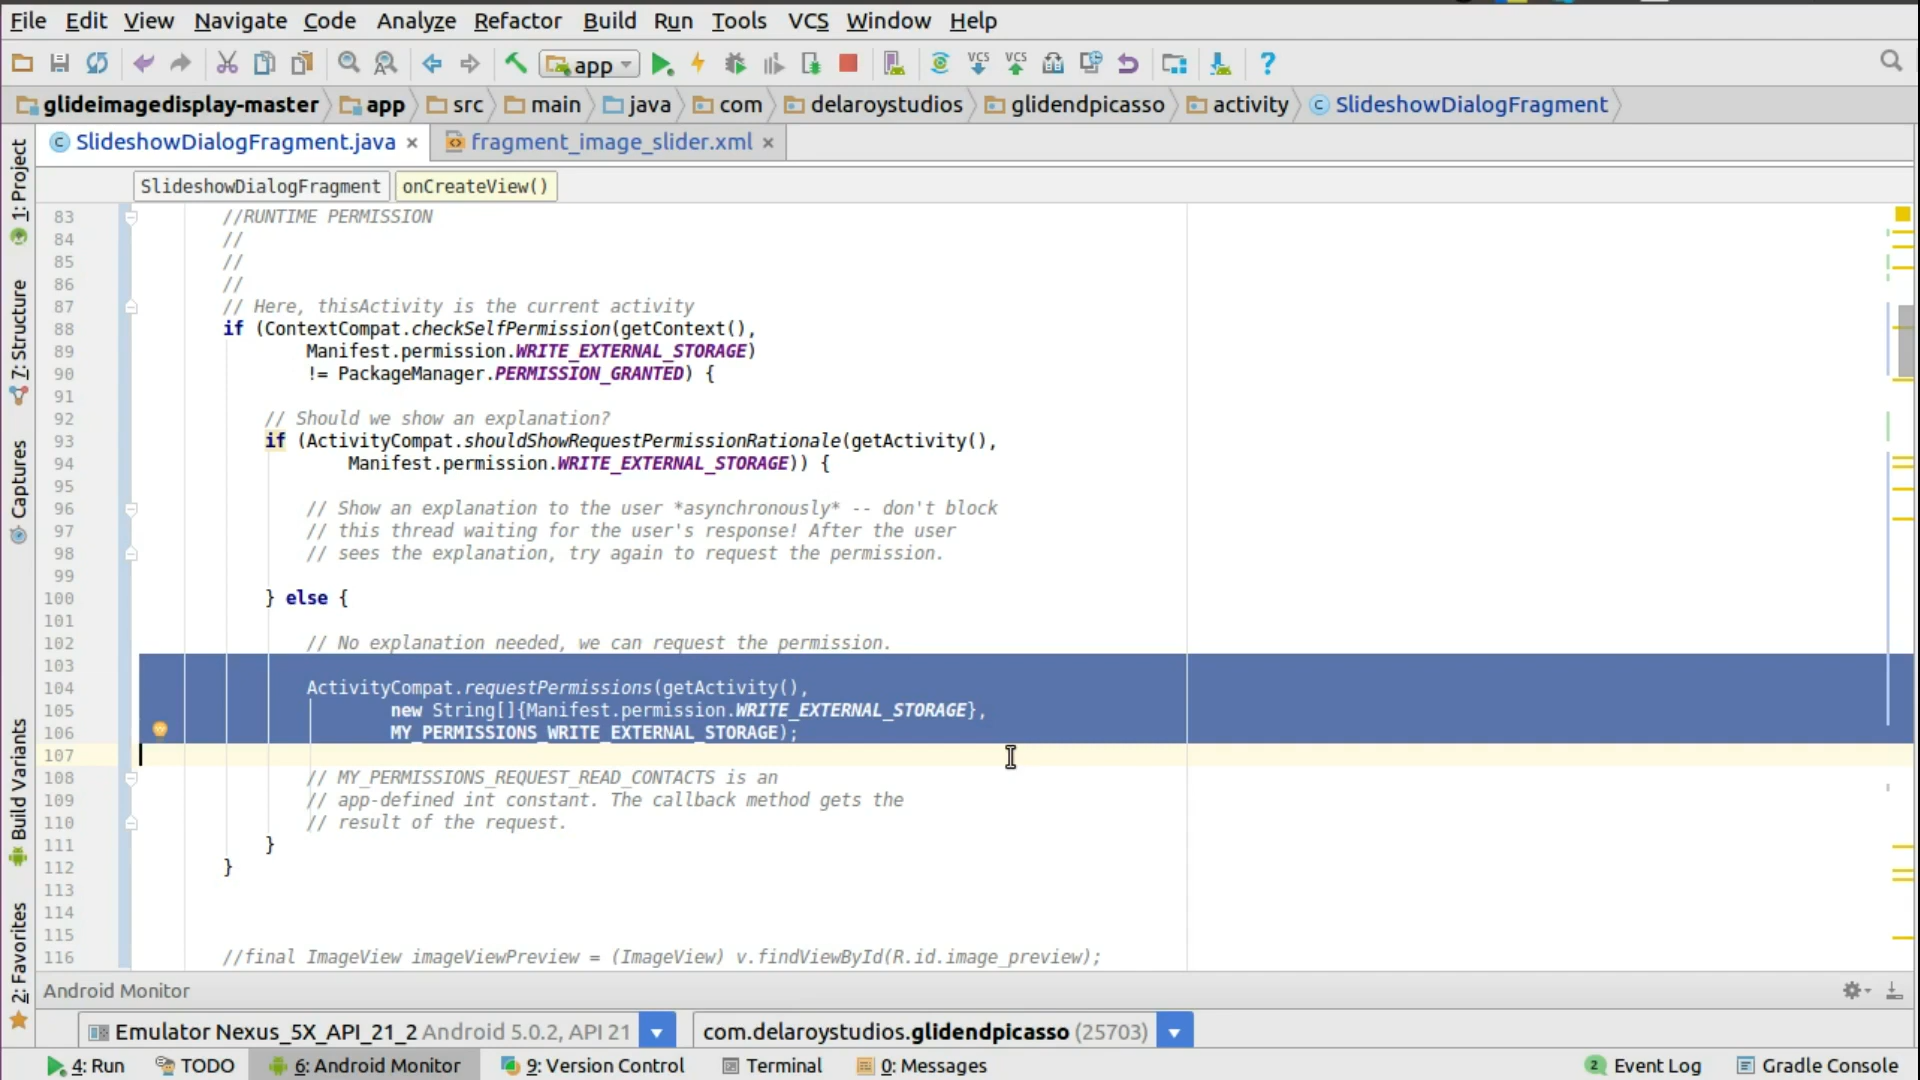 File Edit View Navigate Code Analyze Refactor Build Run Tools VCS Window Help
app VCS VCS ?
glideimagedisplay-master app src main java com delaroystudios glidendpicasso activity SlideshowDialogFragment
SlideshowDialogFragment.java fragment_image_slider.xml
SlideshowDialogFragment onCreateView()
1: Project
7: Structure
Captures
Build Variants
2: Favorites
83 //RUNTIME PERMISSION
84 //
85 //
86 //
87 // Here, thisActivity is the current activity
88 if (ContextCompat.checkSelfPermission(getContext(),
89 Manifest.permission.WRITE_EXTERNAL_STORAGE)
90 != PackageManager.PERMISSION_GRANTED) {
91
92 // Should we show an explanation?
93 if (ActivityCompat.shouldShowRequestPermissionRationale(getActivity(),
94 Manifest.permission.WRITE_EXTERNAL_STORAGE)) {
95
96 // Show an explanation to the user *asynchronously* -- don't block
97 // this thread waiting for the user's response! After the user
98 // sees the explanation, try again to request the permission.
99
100 } else {
101
102 // No explanation needed, we can request the permission.
103
104 ActivityCompat.requestPermissions(getActivity(),
105 new String[]{Manifest.permission.WRITE_EXTERNAL_STORAGE},
106 MY_PERMISSIONS_WRITE_EXTERNAL_STORAGE);
107
108 // MY_PERMISSIONS_REQUEST_READ_CONTACTS is an
109 // app-defined int constant. The callback method gets the
110 // result of the request.
111 }
112 }
113
114
115
116 //final ImageView imageViewPreview = (ImageView) v.findViewById(R.id.image_preview);
Android Monitor
Emulator Nexus_5X_API_21_2 Android 5.0.2, API 21 com.delaroystudios.glidendpicasso (25703)
4: Run TODO 6: Android Monitor 9: Version Control Terminal 0: Messages 2 Event Log Gradle Console